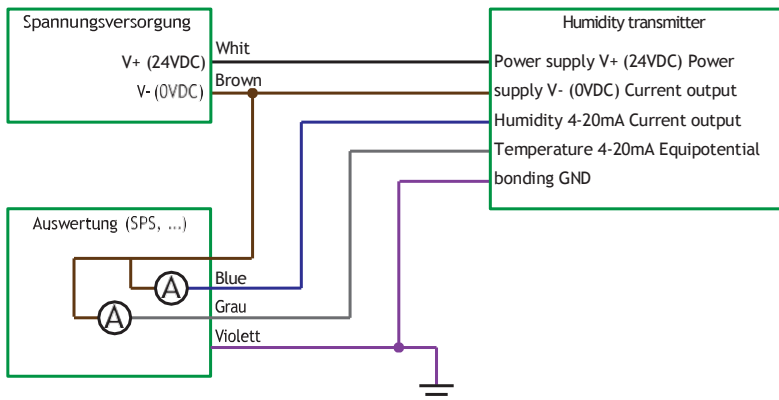 Spannungsversorgung
V+ (24VDC)
V- (0VDC)
Whit
Brown
Humidity transmitter
Power supply V+ (24VDC) Power
supply V- (0VDC) Current output
Humidity 4-20mA Current output
Temperature 4-20mA Equipotential
bonding GND
Auswertung (SPS, ...)
A
A
Blue
Grau
Violett